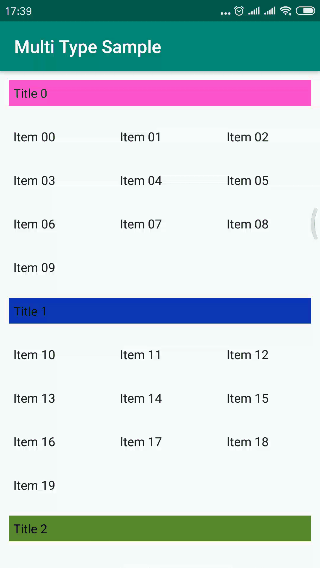 17:39
Multi Type Sample
Title 0
Item 00 Item 01 Item 02
Item 03 Item 04 Item 05
Item 06 Item 07 Item 08
Item 09
Title 1
Item 10 Item 11 Item 12
Item 13 Item 14 Item 15
Item 16 Item 17 Item 18
Item 19
Title 2